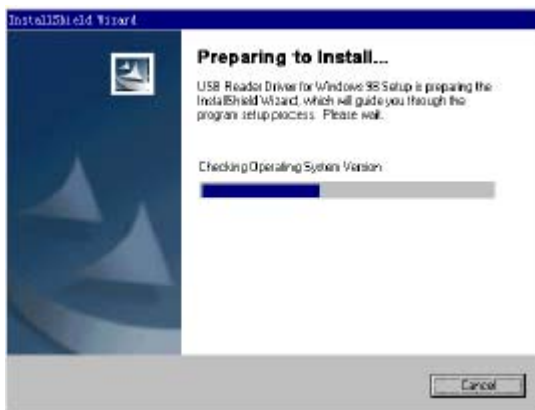 InstallShield Wizard
Preparing to Install...
USB Reader Driver for Windows 98 Setup is preparing the
InstallShield Wizard, which will guide you through the
program setup process. Please wait.
Checking Operating System Version
Cancel